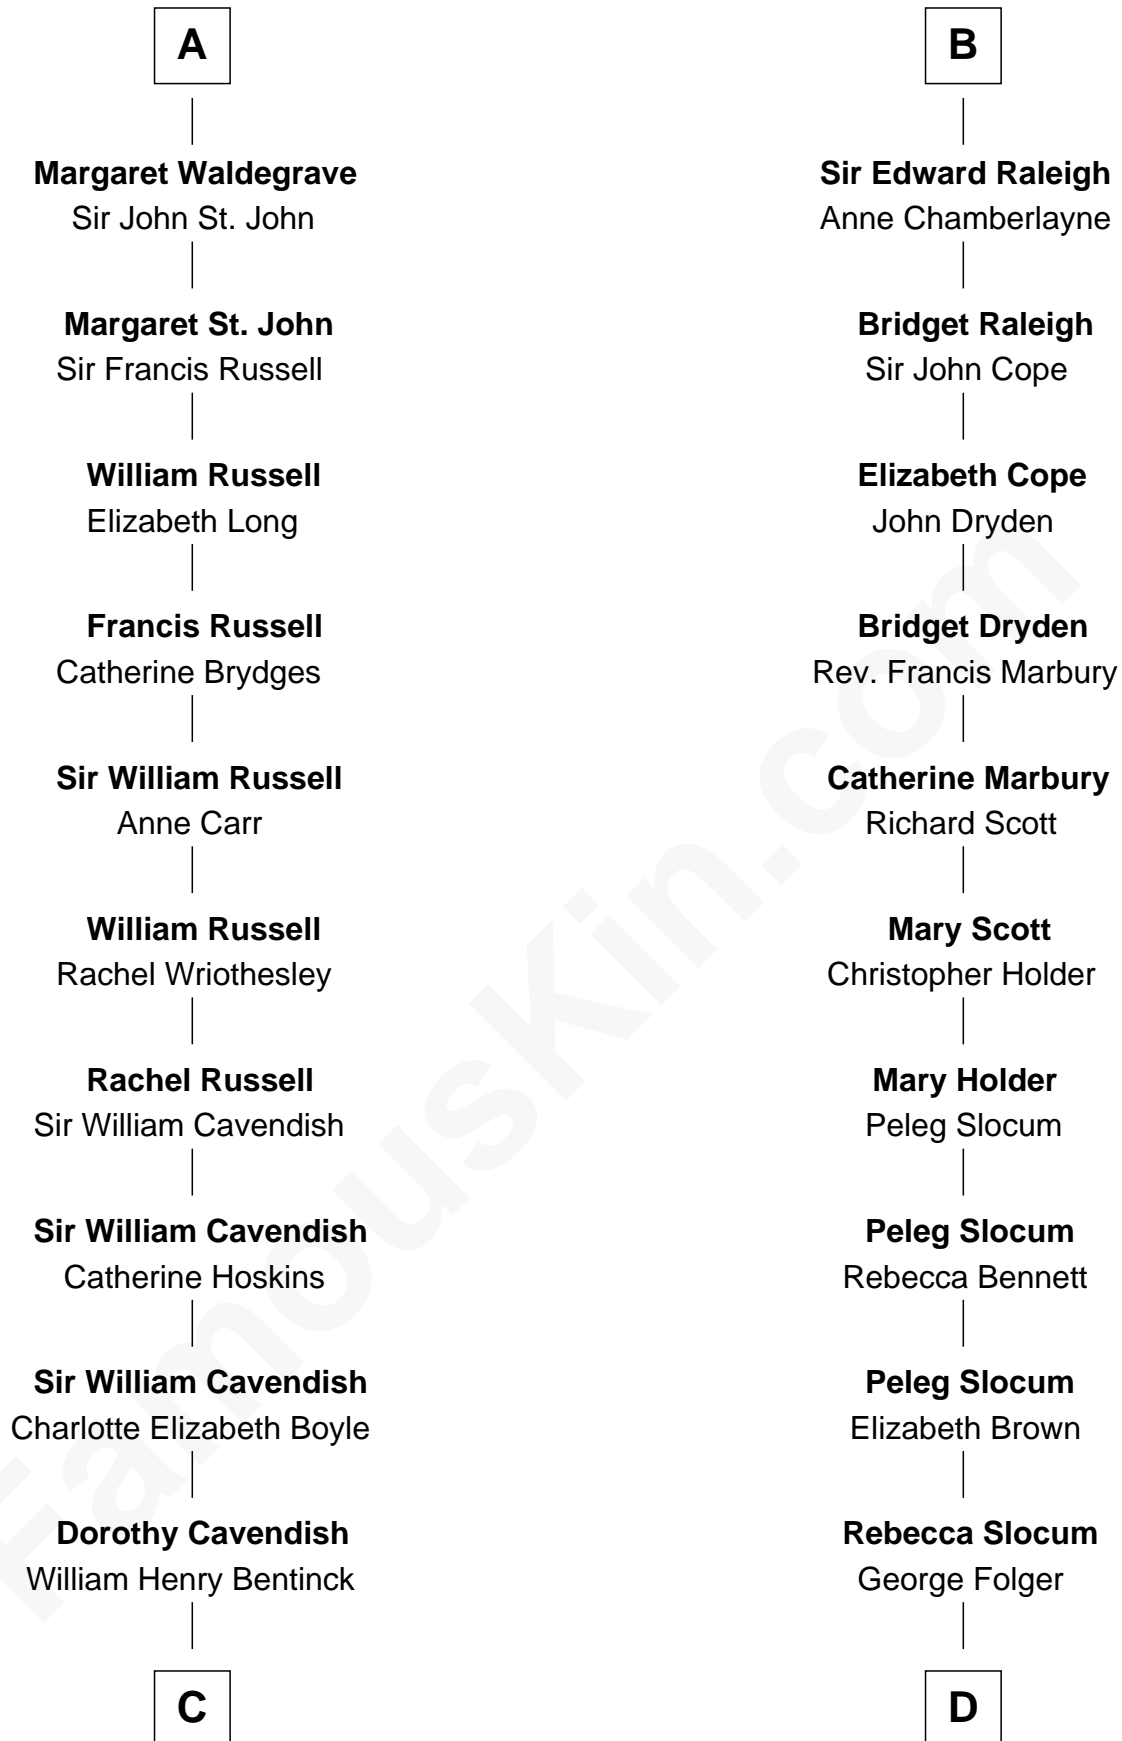 A
Margaret Waldegrave
Sir John St. John
Margaret St. John
Sir Francis Russell
William Russell
Elizabeth Long
Francis Russell
Catherine Brydges
Sir William Russell
Anne Carr
William Russell
Rachel Wriothesley
Rachel Russell
Sir William Cavendish
Sir William Cavendish
Catherine Hoskins
Sir William Cavendish
Charlotte Elizabeth Boyle
Dorothy Cavendish
William Henry Bentinck
C
B
Sir Edward Raleigh
Anne Chamberlayne
Bridget Raleigh
Sir John Cope
Elizabeth Cope
John Dryden
Bridget Dryden
Rev. Francis Marbury
Catherine Marbury
Richard Scott
Mary Scott
Christopher Holder
Mary Holder
Peleg Slocum
Peleg Slocum
Rebecca Bennett
Peleg Slocum
Elizabeth Brown
Rebecca Slocum
George Folger
D
FamousKin.com